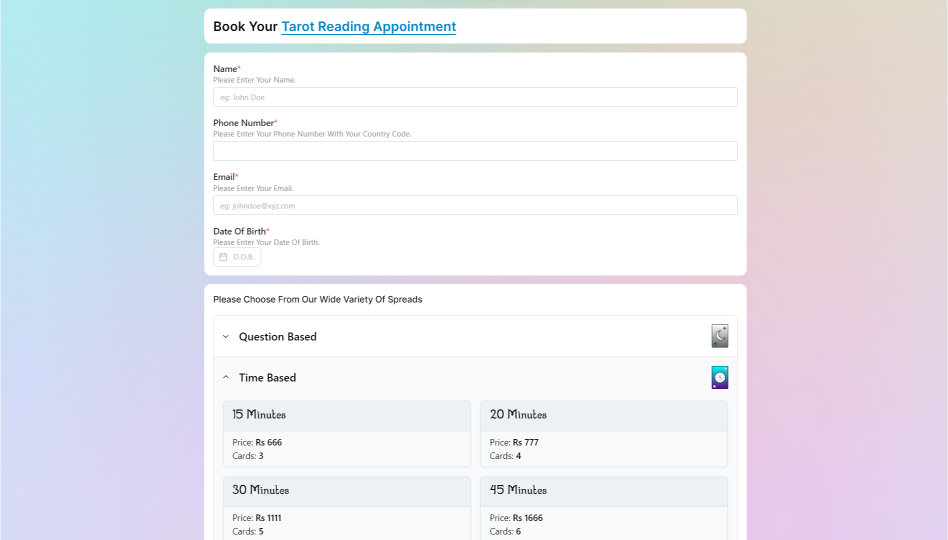 Book Your Tarot Reading Appointment
Name*
Please Enter Your Name.
eg: John Doe
Phone Number*
Please Enter Your Phone Number With Your Country Code.
Email*
Please Enter Your Email.
eg: johndoe@xyz.com
Date Of Birth*
Please Enter Your Date Of Birth.
D.O.B.
Please Choose From Our Wide Variety Of Spreads
Question Based
Time Based
15 Minutes
Price: Rs 666
Cards: 3
20 Minutes
Price: Rs 777
Cards: 4
30 Minutes
Price: Rs 1111
Cards: 5
45 Minutes
Price: Rs 1666
Cards: 6